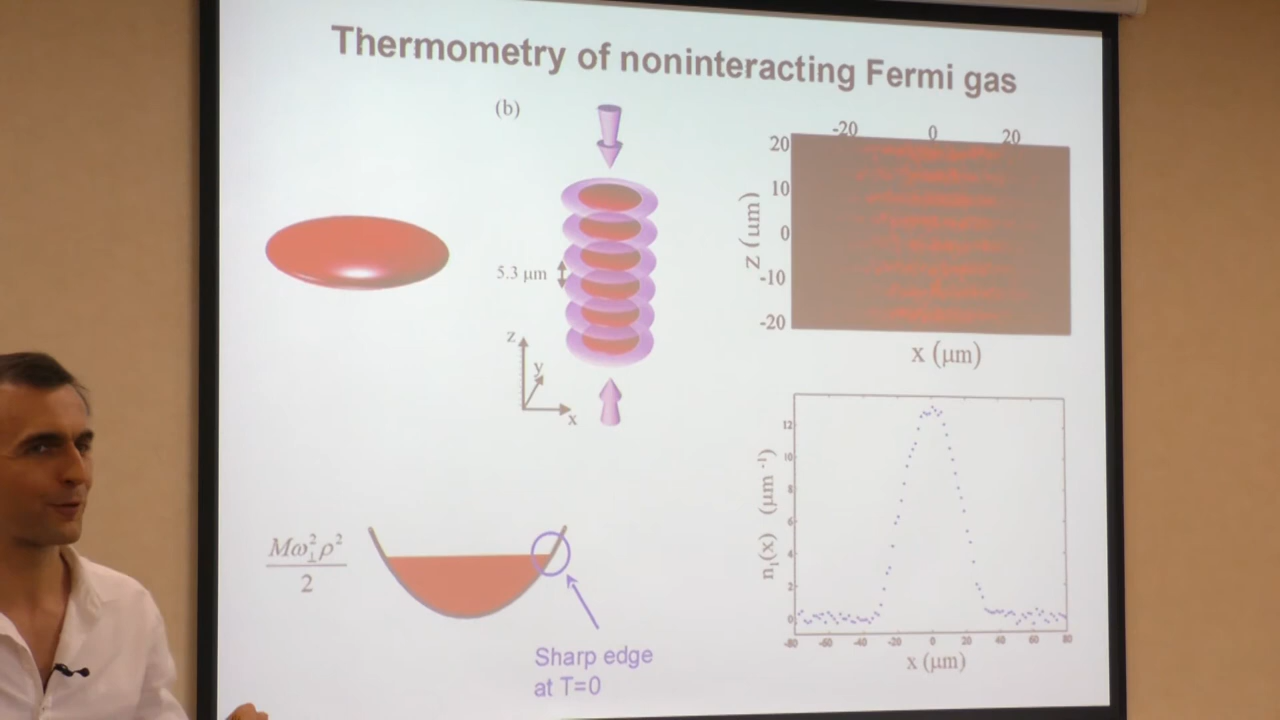 Thermometry of noninteracting Fermi gas
(b)
5.3 μm
z
y
x
-20 0 20
20
10
0
-10
-20
z (μm)
x (μm)
Mω⊥²ρ²
2
Sharp edge
at T=0
12
10
8
6
4
2
0
n₁(x) (μm ⁻¹)
-80 -60 -40 -20 0 20 40 60 80
x (μm)